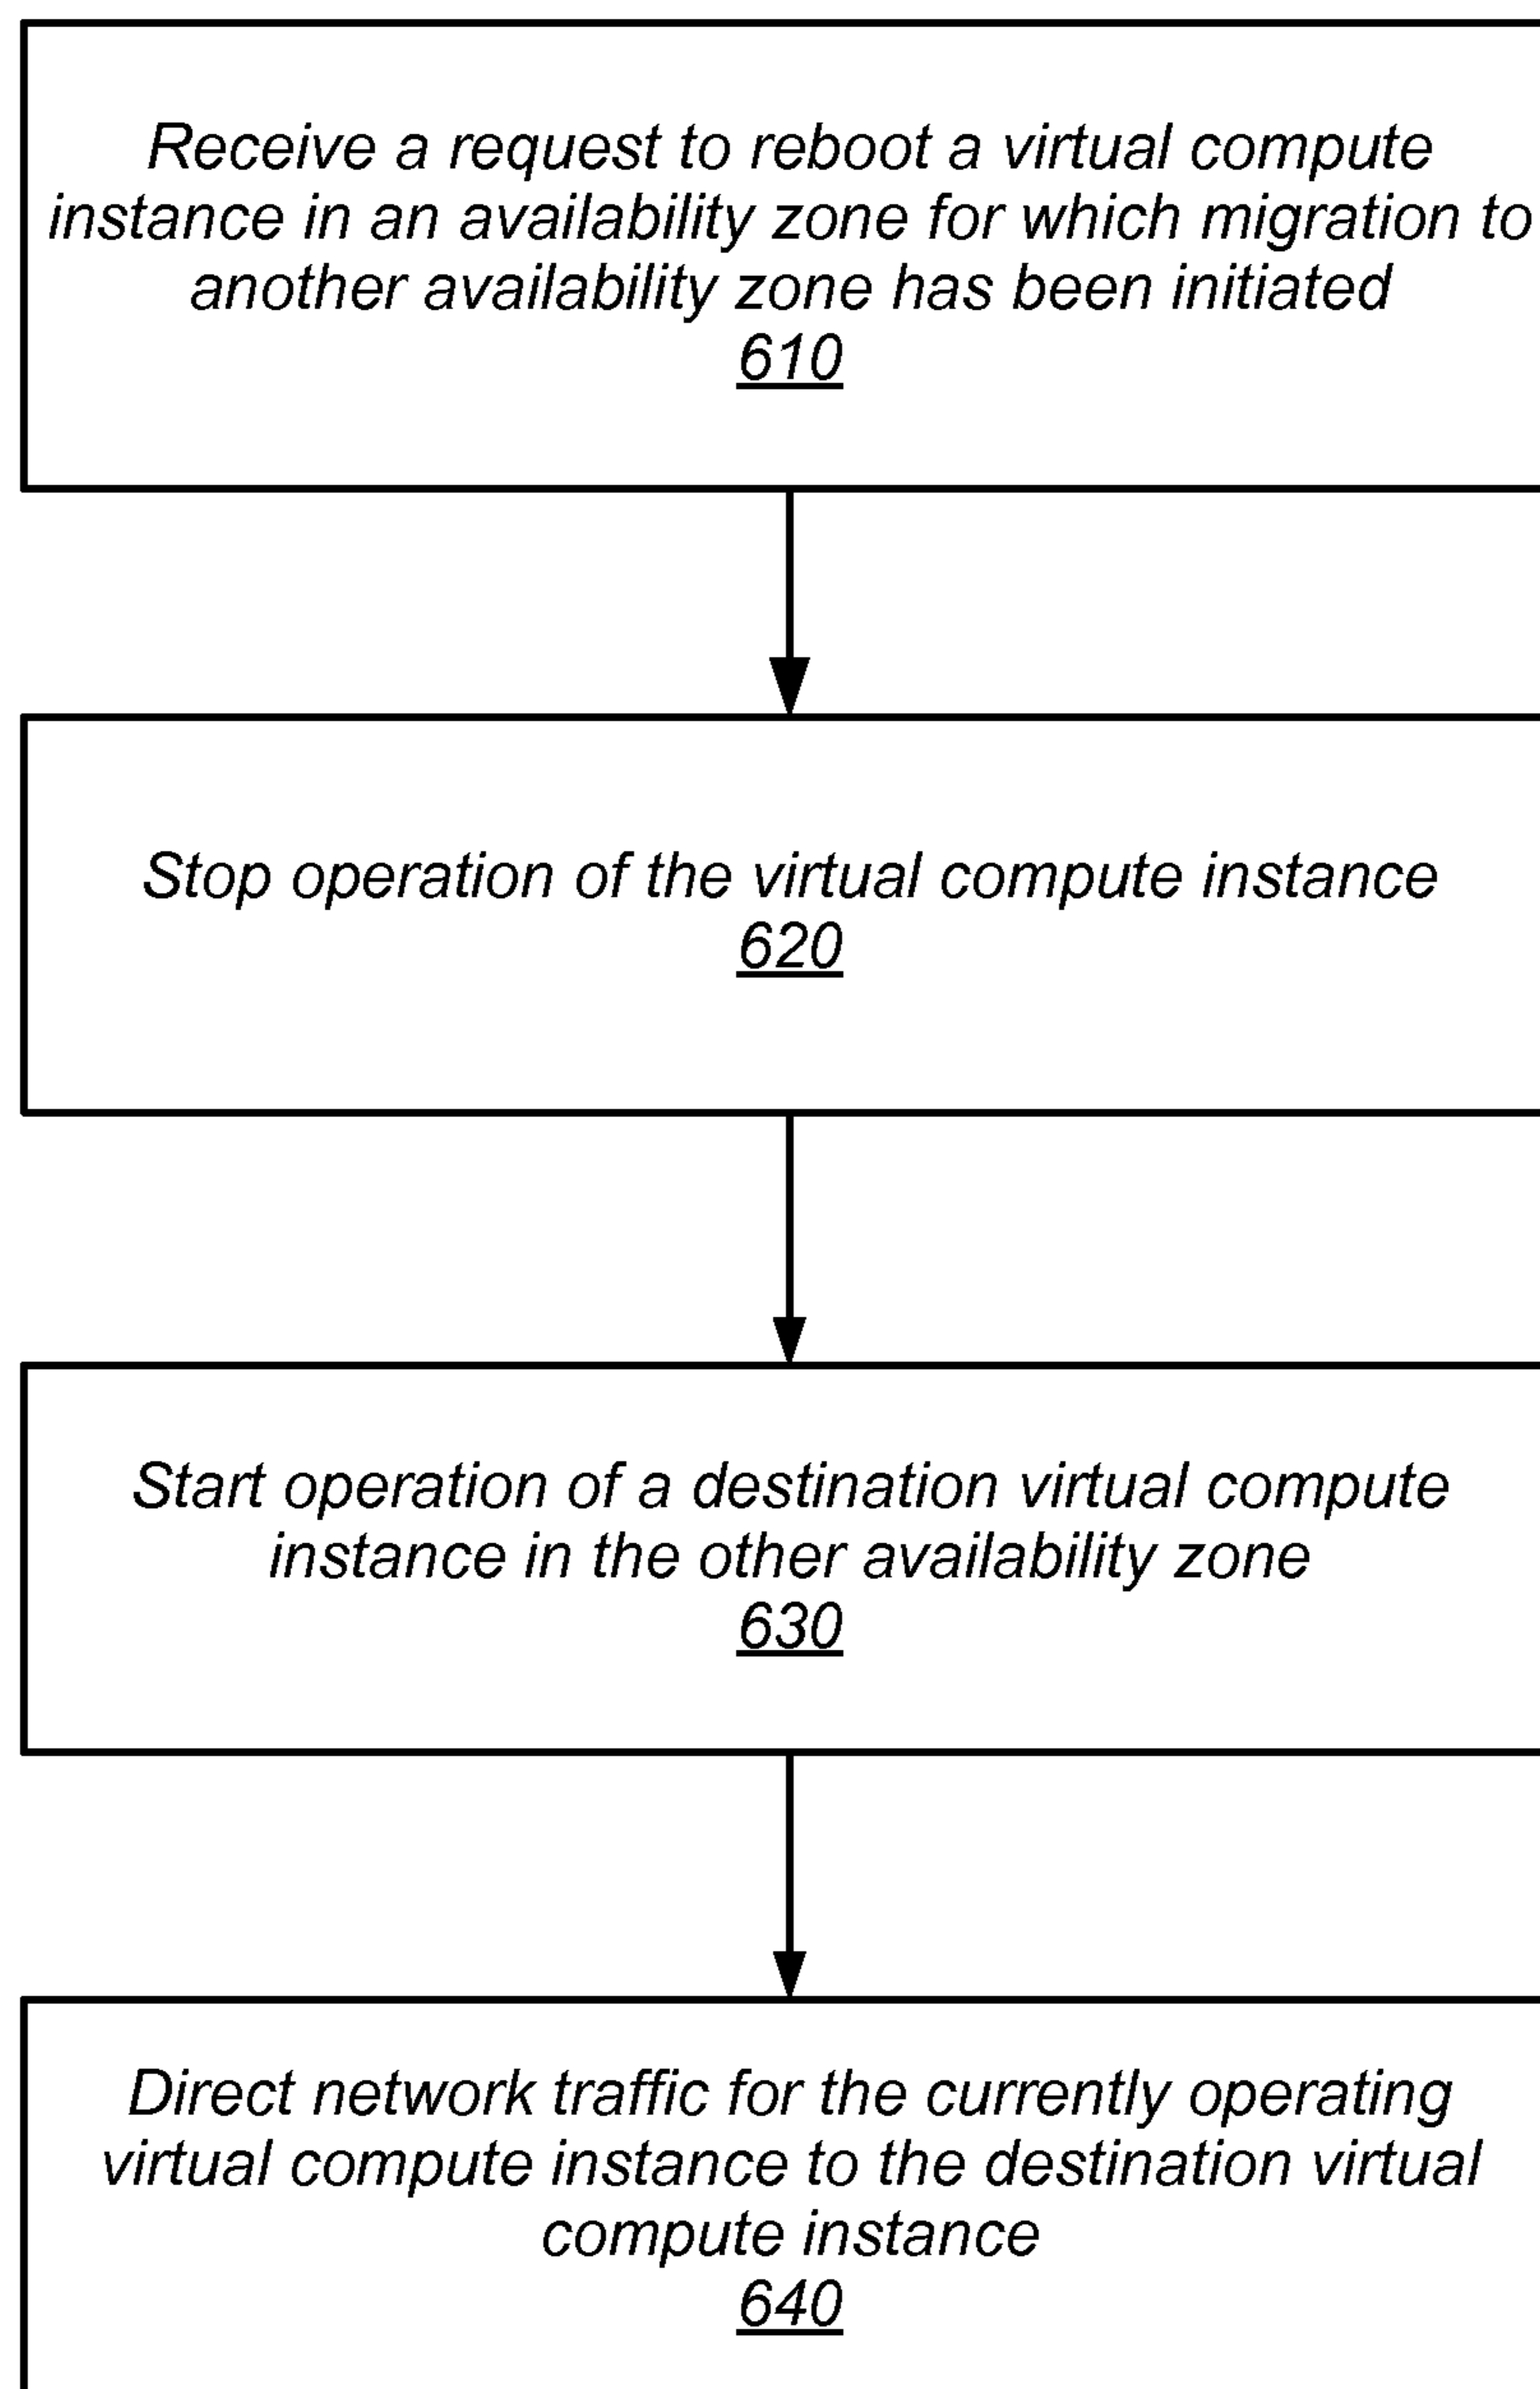 Receive a request to reboot a virtual compute
instance in an availability zone for which migration to
another availability zone has been initiated
610
Stop operation of the virtual compute instance
620
Start operation of a destination virtual compute
instance in the other availability zone
630
Direct network traffic for the currently operating
virtual compute instance to the destination virtual
compute instance
640